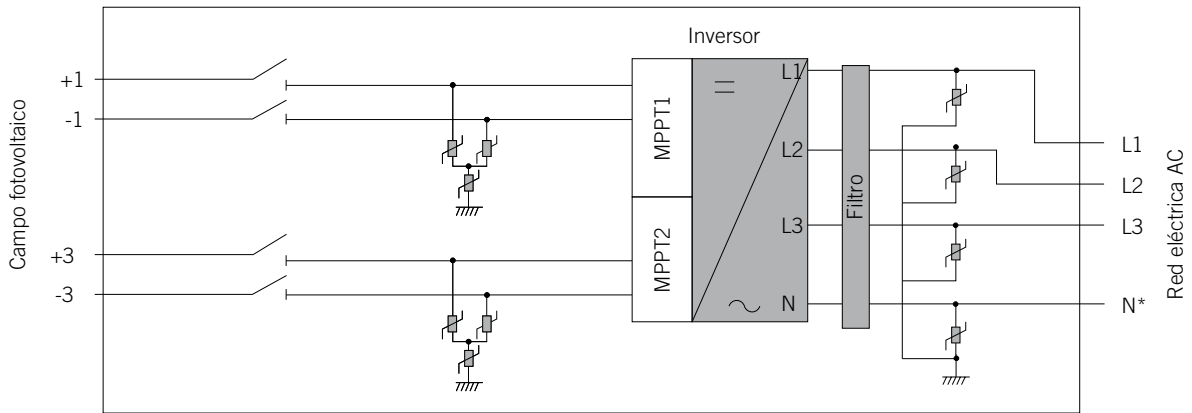 Inversor
Campo fotovoltaico
+1
-1
+3
-3
MPPT1
MPPT2
L1
L2
L3
N
Filtro
L1
L2
L3
N*
Red eléctrica AC